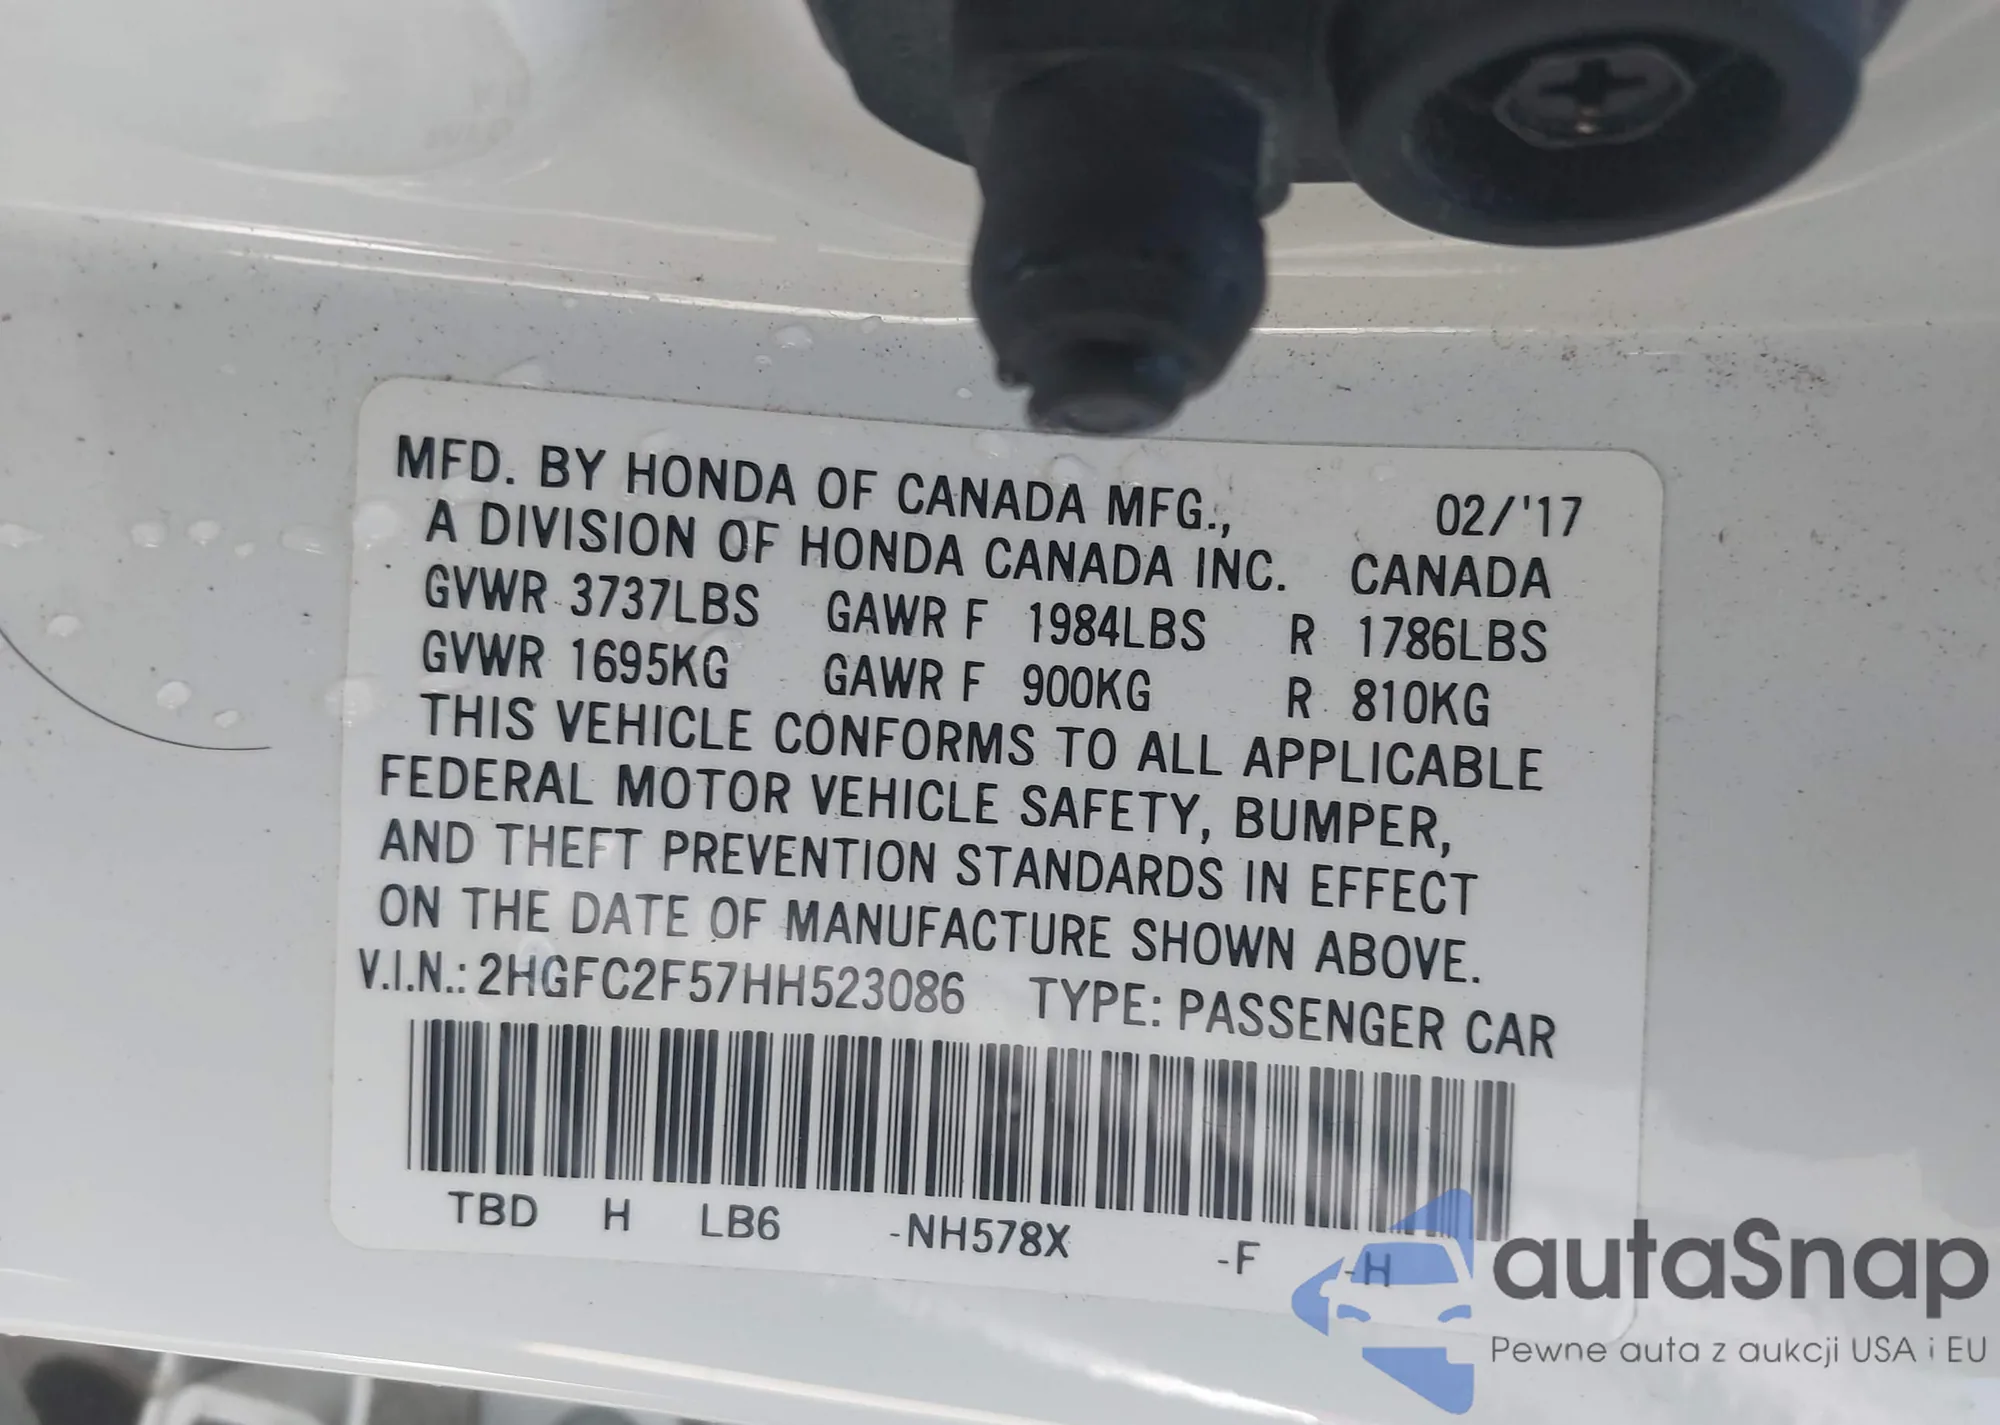 MFD. BY HONDA OF CANADA MFG., 02/'17
A DIVISION OF HONDA CANADA INC. CANADA
GVWR 3737LBS GAWR F 1984LBS R 1786LBS
GVWR 1695KG GAWR F 900KG R 810KG
THIS VEHICLE CONFORMS TO ALL APPLICABLE
FEDERAL MOTOR VEHICLE SAFETY, BUMPER,
AND THEFT PREVENTION STANDARDS IN EFFECT
ON THE DATE OF MANUFACTURE SHOWN ABOVE.
V.I.N.: 2HGFC2F57HH523086 TYPE: PASSENGER CAR
TBD H LB6 -NH578X -F -H
autaSnap
Pewne auta z aukcji USA i EU